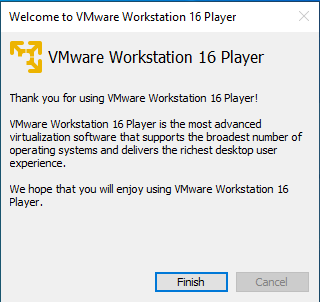 Welcome to VMware Workstation 16 Player
VMware Workstation 16 Player
Thank you for using VMware Workstation 16 Player!
VMware Workstation 16 Player is the most advanced
virtualization software that supports the broadest number of
operating systems and delivers the richest desktop user
experience.
We hope that you will enjoy using VMware Workstation 16
Player.
Finish Cancel